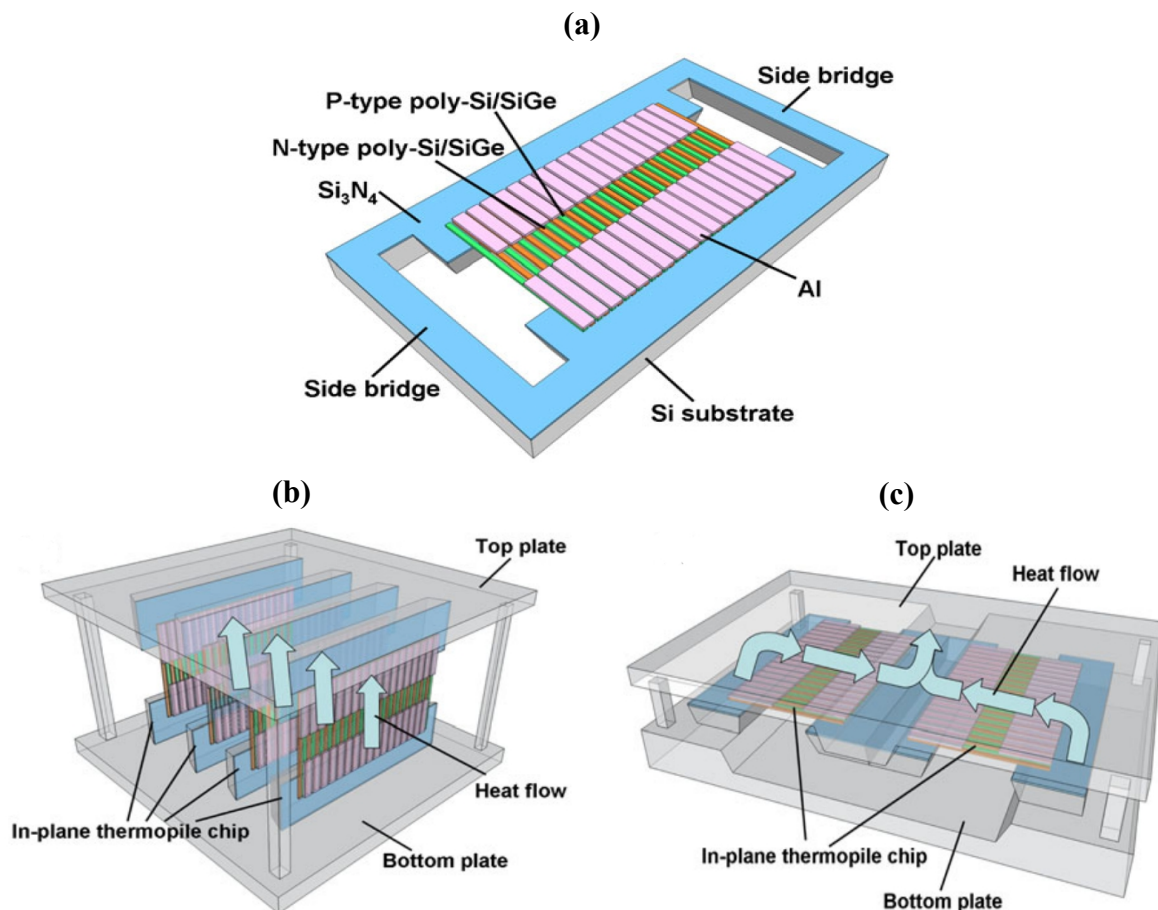 (a)
Side bridge
P-type poly-Si/SiGe
N-type poly-Si/SiGe
Si₃N₄
Al
Side bridge
Si substrate
(b)
Top plate
Heat flow
In-plane thermopile chip
Bottom plate
(c)
Top plate
Heat flow
In-plane thermopile chip
Bottom plate